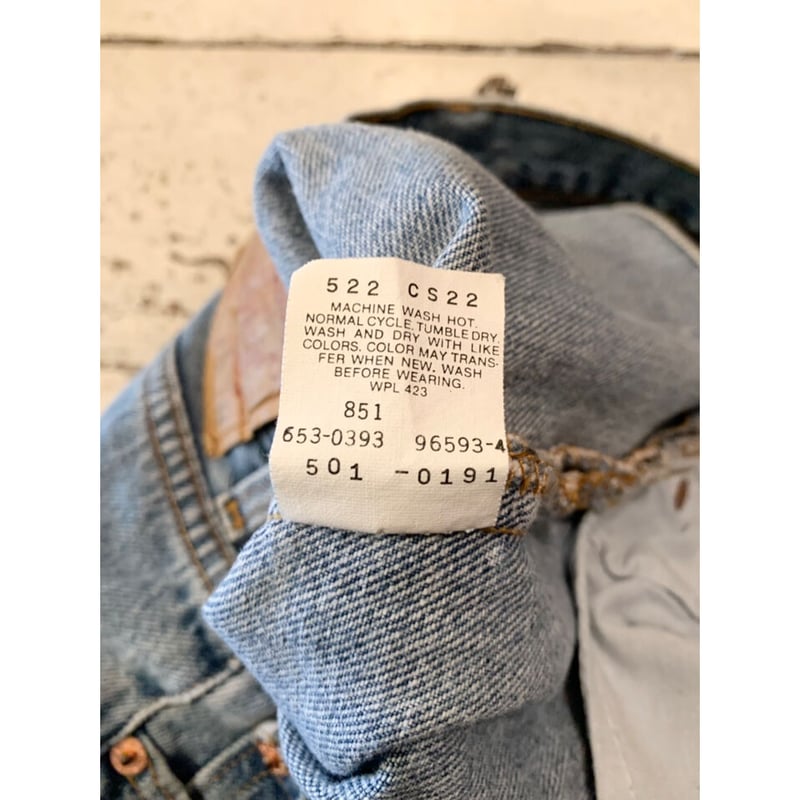 522 CS22
MACHINE WASH HOT.
NORMAL CYCLE. TUMBLE DRY.
WASH AND DRY WITH LIKE
COLORS. COLOR MAY TRANS-
FER WHEN NEW. WASH
BEFORE WEARING.
WPL 423
851
653-0393 96593-4
501 -0191